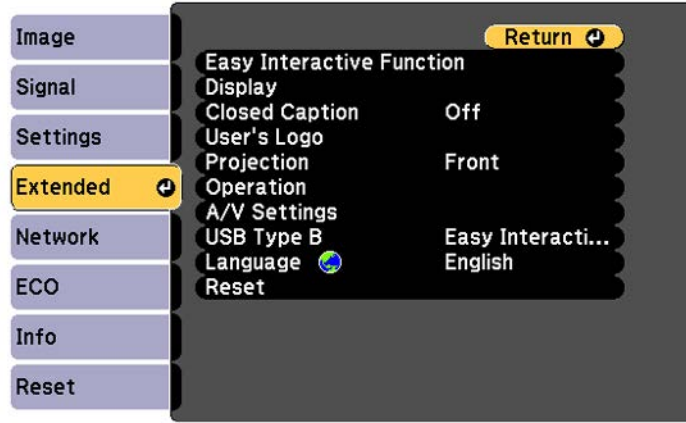 Image
Signal
Settings
Extended
Network
ECO
Info
Reset
Return
Easy Interactive Function
Display
Closed Caption Off
User's Logo
Projection Front
Operation
A/V Settings
USB Type B Easy Interacti...
Language English
Reset